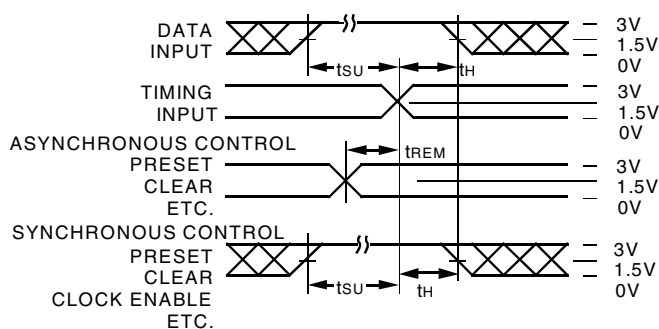 DATA
INPUT
3V
1.5V
0V
tSU
tH
TIMING
INPUT
3V
1.5V
0V
ASYNCHRONOUS CONTROL
PRESET
CLEAR
ETC.
tREM
3V
1.5V
0V
SYNCHRONOUS CONTROL
PRESET
CLEAR
CLOCK ENABLE
ETC.
tSU
tH
3V
1.5V
0V